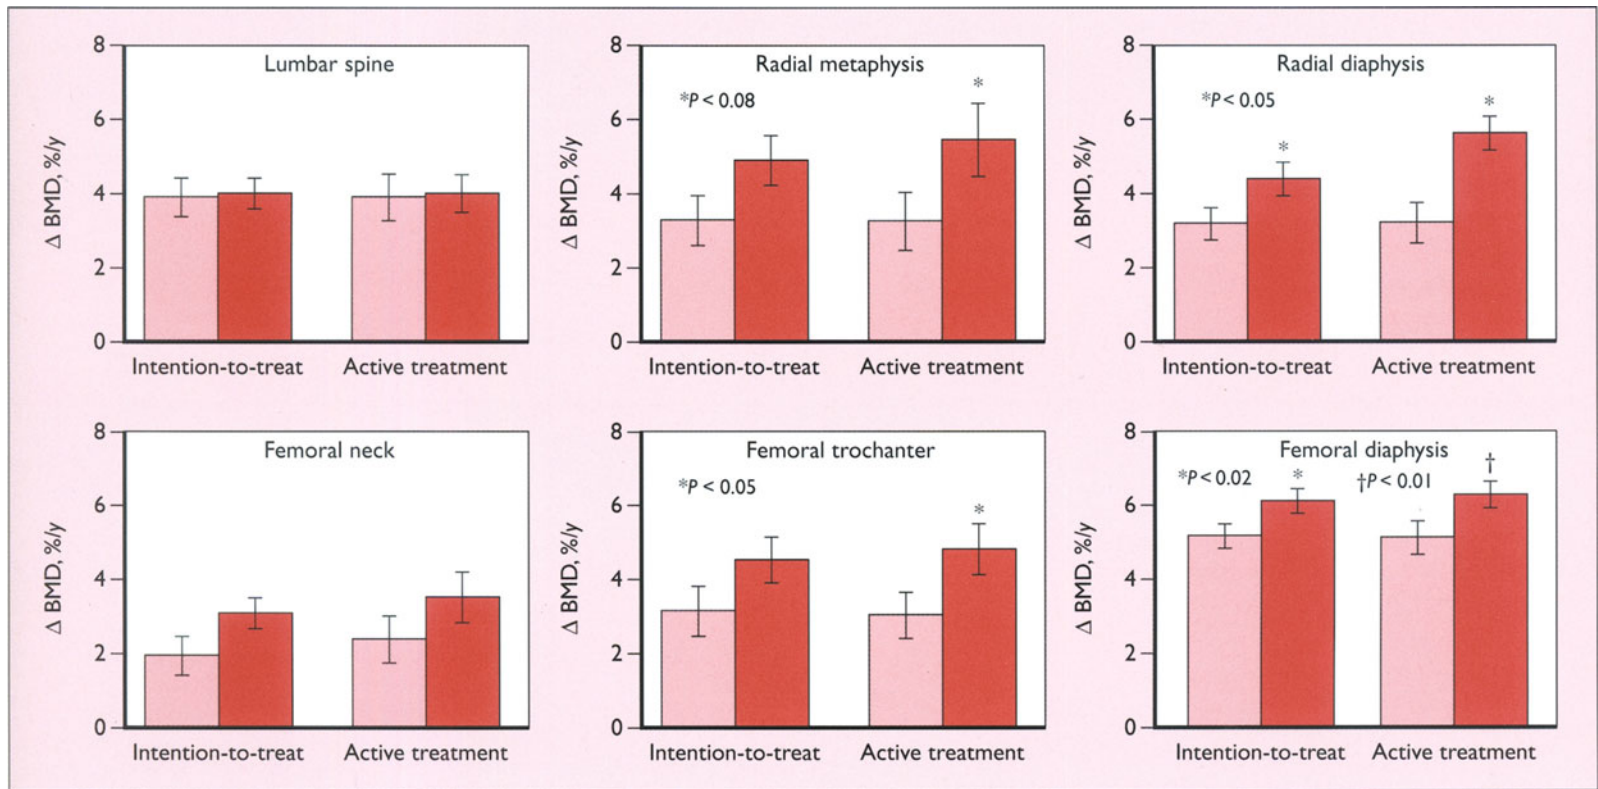 Lumbar spine
8
6
4
2
0
Δ BMD, %/y
Intention-to-treat Active treatment
Radial metaphysis
*P < 0.08
*
8
6
4
2
0
Δ BMD, %/y
Intention-to-treat Active treatment
Radial diaphysis
*P < 0.05
*
*
8
6
4
2
0
Δ BMD, %/y
Intention-to-treat Active treatment
Femoral neck
8
6
4
2
0
Δ BMD, %/y
Intention-to-treat Active treatment
Femoral trochanter
*P < 0.05
*
8
6
4
2
0
Δ BMD, %/y
Intention-to-treat Active treatment
Femoral diaphysis
*P < 0.02 * †P < 0.01 †
8
6
4
2
0
Δ BMD, %/y
Intention-to-treat Active treatment